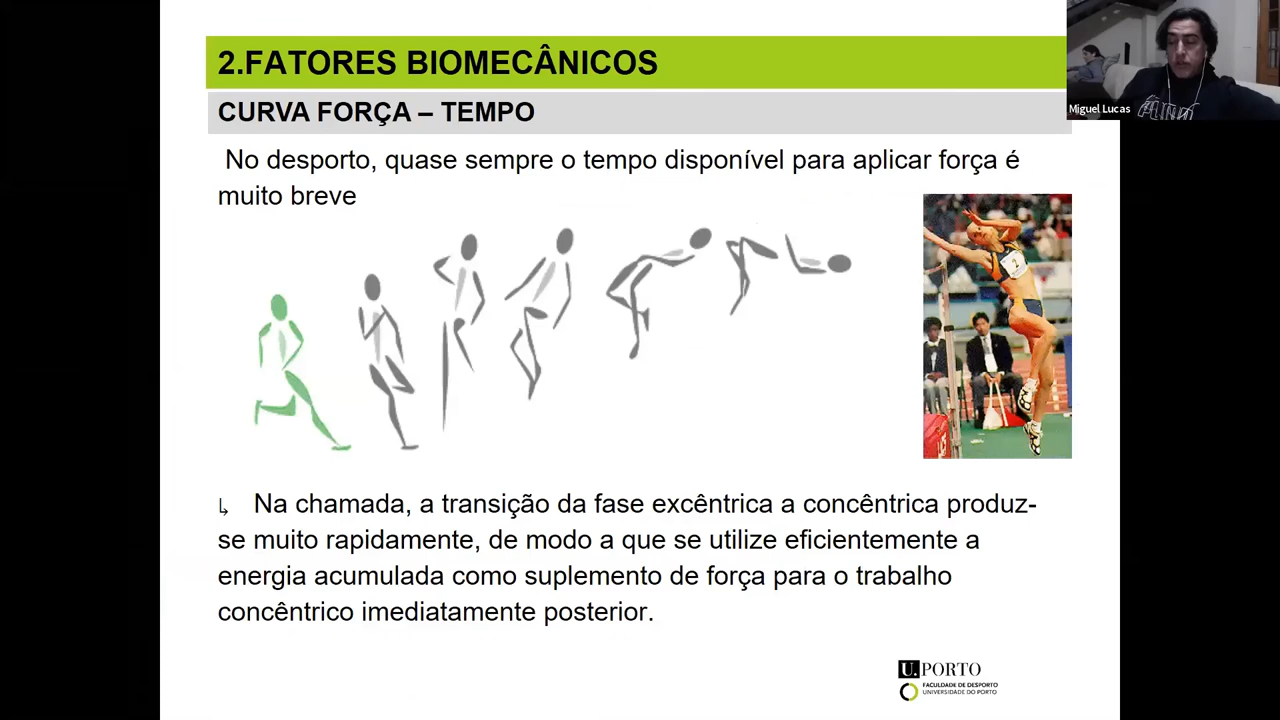 2.FATORES BIOMECÂNICOS
CURVA FORÇA – TEMPO
No desporto, quase sempre o tempo disponível para aplicar força é
muito breve
Miguel Lucas
2
↳ Na chamada, a transição da fase excêntrica a concêntrica produz-
se muito rapidamente, de modo a que se utilize eficientemente a
energia acumulada como suplemento de força para o trabalho
concêntrico imediatamente posterior.
U.PORTO
FACULDADE DE DESPORTO
UNIVERSIDADE DO PORTO